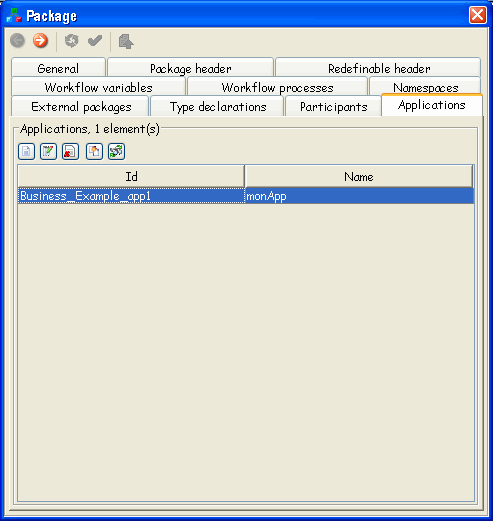 Package
General Package header Redefinable header
Workflow variables Workflow processes Namespaces
External packages Type declarations Participants Applications
Applications, 1 element(s)
Id Name
Business_Example_app1 monApp